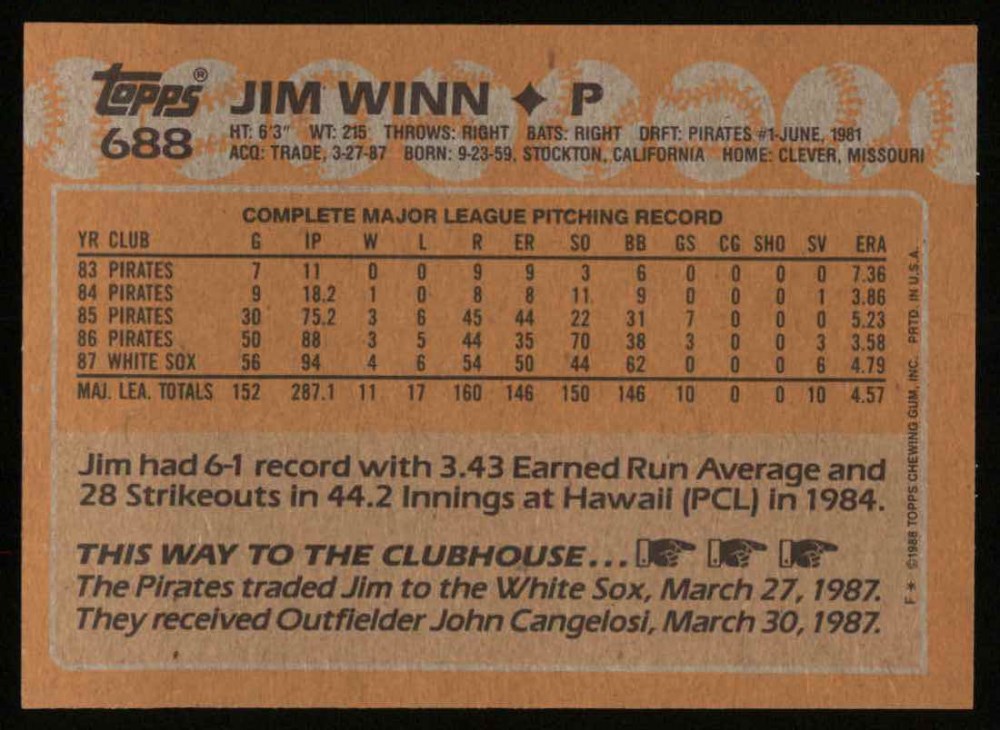 Topps® JIM WINN ✦ P
688 HT: 6'3" WT: 215 THROWS: RIGHT BATS: RIGHT DRFT: PIRATES #1-JUNE, 1981
ACQ: TRADE, 3-27-87 BORN: 9-23-59, STOCKTON, CALIFORNIA HOME: CLEVER, MISSOURI
COMPLETE MAJOR LEAGUE PITCHING RECORD
YR CLUB G IP W L R ER SO BB GS CG SHO SV ERA
83 PIRATES 7 11 0 0 9 9 3 6 0 0 0 0 7.36
84 PIRATES 9 18.2 1 0 8 8 11 9 0 0 0 1 3.86
85 PIRATES 30 75.2 3 6 45 44 22 31 7 0 0 0 5.23
86 PIRATES 50 88 3 5 44 35 70 38 3 0 0 3 3.58
87 WHITE SOX 56 94 4 6 54 50 44 62 0 0 0 6 4.79
MAJ. LEA. TOTALS 152 287.1 11 17 160 146 150 146 10 0 0 10 4.57
Jim had 6-1 record with 3.43 Earned Run Average and
28 Strikeouts in 44.2 Innings at Hawaii (PCL) in 1984.
THIS WAY TO THE CLUBHOUSE...
The Pirates traded Jim to the White Sox, March 27, 1987.
They received Outfielder John Cangelosi, March 30, 1987.
F * ©1988 TOPPS CHEWING GUM, INC. PRTD. IN U.S.A.